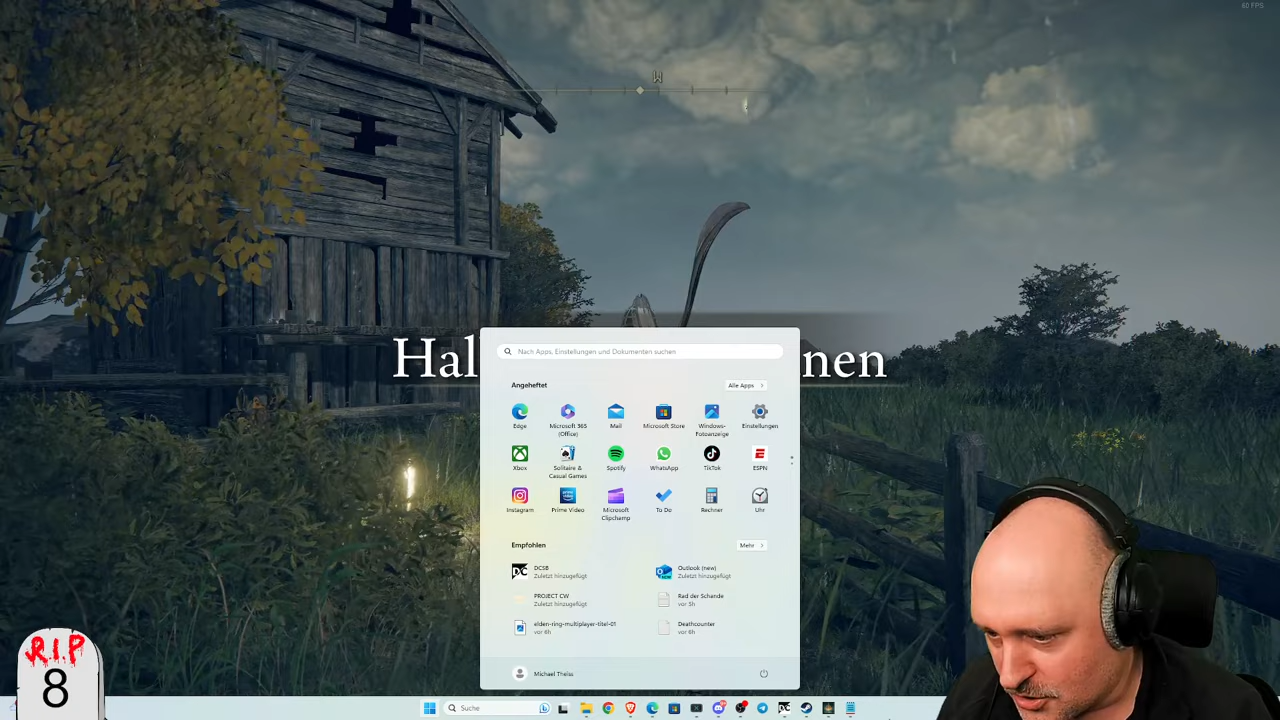 60 FPS
W
Hal
nen
Nach Apps, Einstellungen und Dokumenten suchen
Angeheftet
Alle Apps
Edge
Microsoft 365 (Office)
Mail
Microsoft Store
Windows-Fotoanzeige
Einstellungen
Xbox
Solitaire & Casual Games
Spotify
WhatsApp
TikTok
ESPN
Instagram
Prime Video
Microsoft Clipchamp
To Do
Rechner
Uhr
Empfohlen
Mehr
DCSB
Zuletzt hinzugefügt
Outlook (new)
Zuletzt hinzugefügt
PROJECT CW
Zuletzt hinzugefügt
Rad der Schande
vor 5h
elden-ring-multiplayer-titel-01
vor 6h
Deathcounter
vor 6h
Michael Theiss
R.I.P
8
Suche